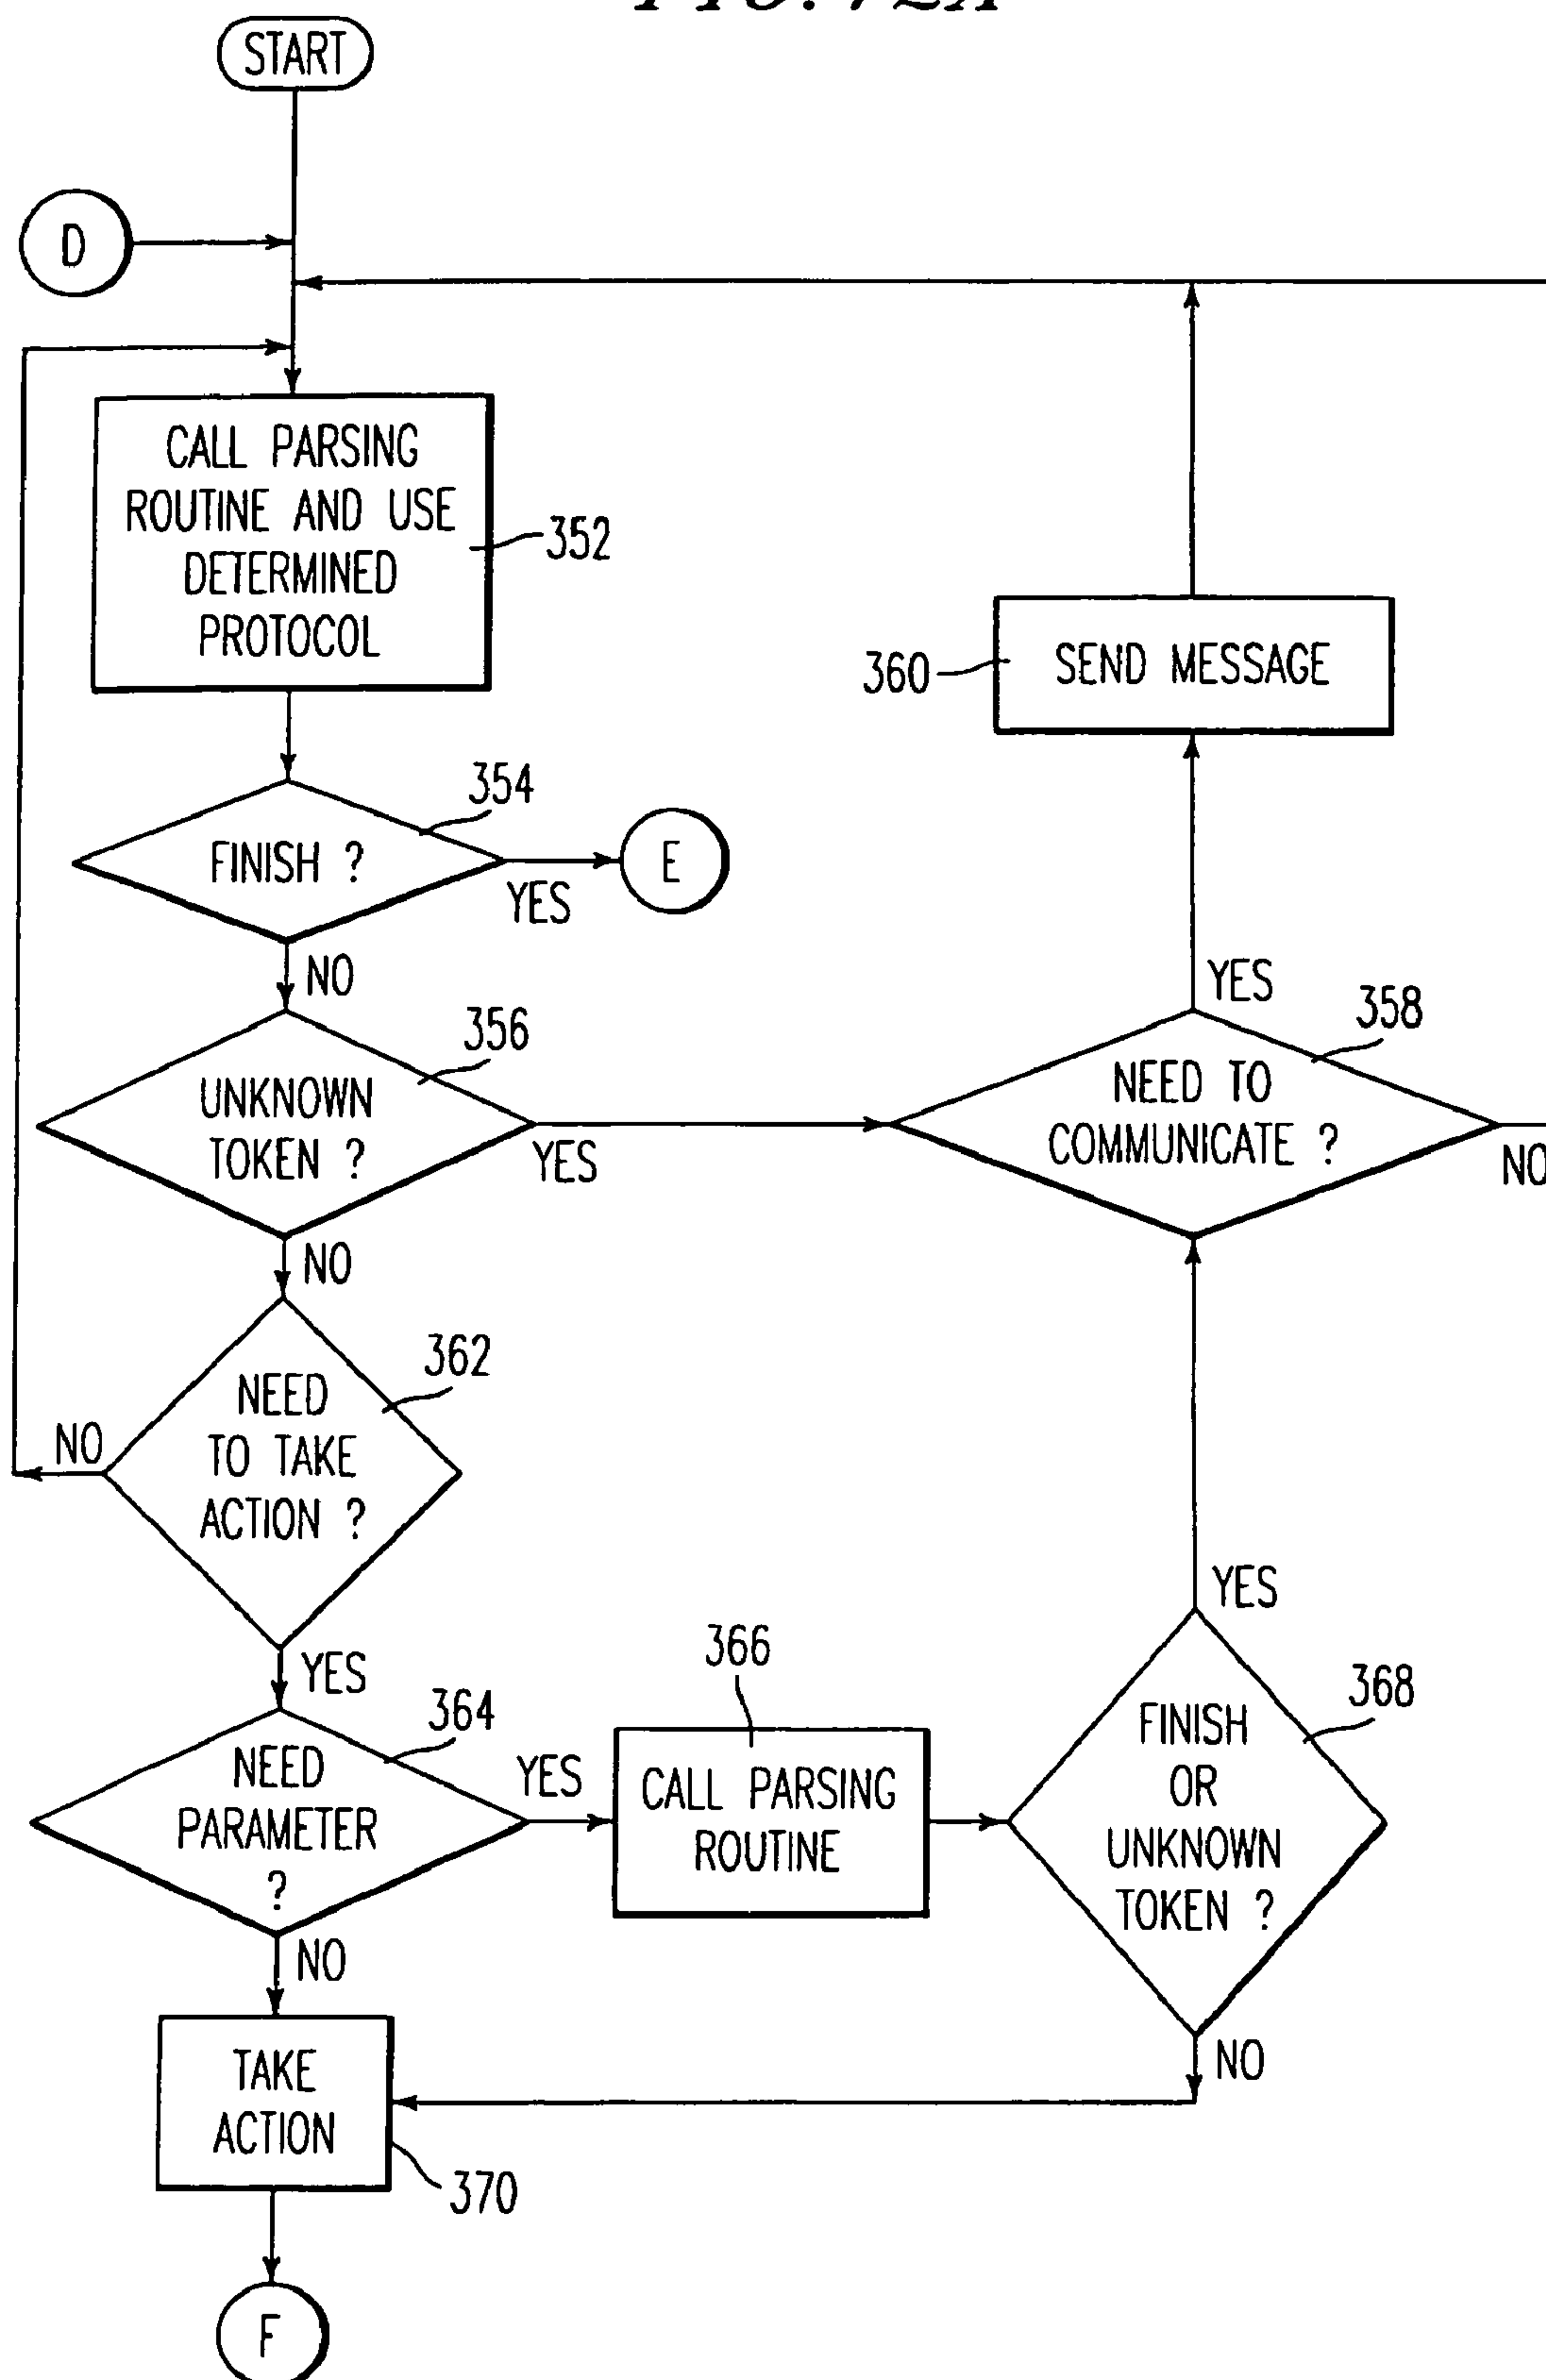 START
D
CALL PARSING
ROUTINE AND USE
DETERMINED
PROTOCOL
352
360
SEND MESSAGE
354
FINISH ?
YES
E
NO
356
UNKNOWN
TOKEN ?
YES
YES
358
NEED TO
COMMUNICATE ?
NO
NO
362
NEED
TO TAKE
ACTION ?
NO
YES
364
NEED
PARAMETER
?
YES
366
CALL PARSING
ROUTINE
YES
368
FINISH
OR
UNKNOWN
TOKEN ?
NO
NO
TAKE
ACTION
370
F